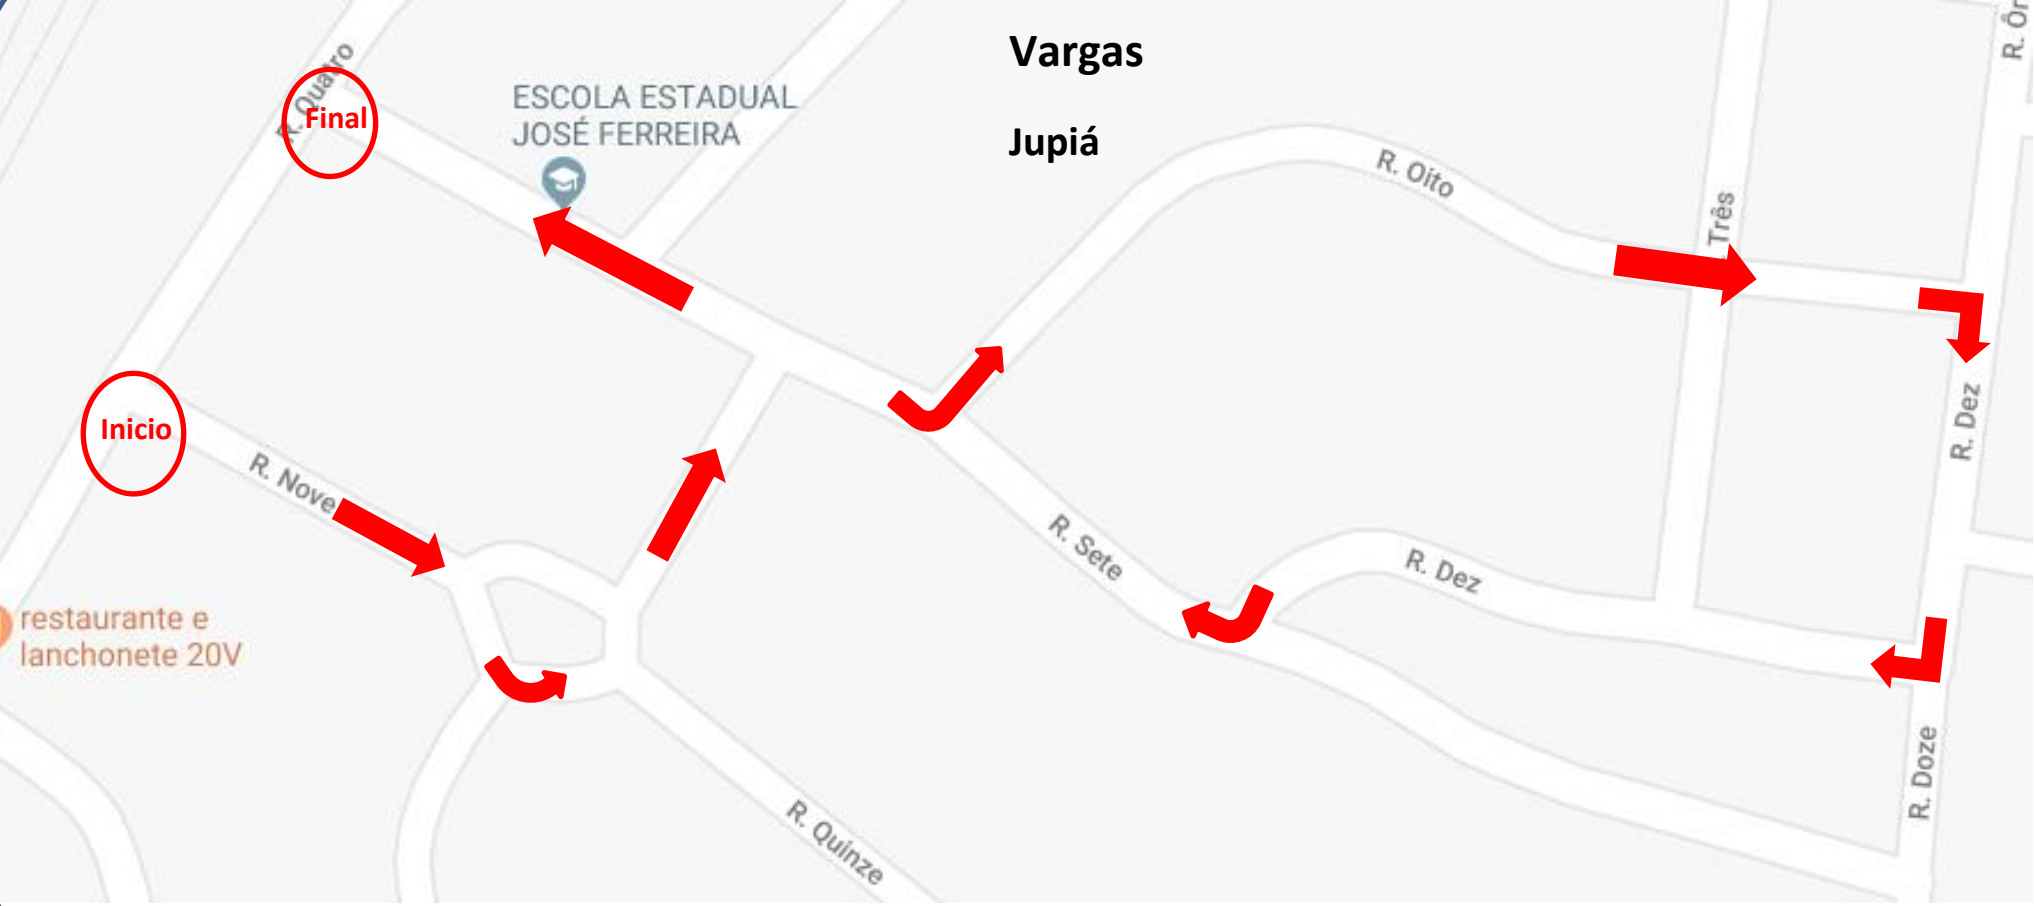 Vargas
Jupiá
R. Quatro
Final
ESCOLA ESTADUAL
JOSÉ FERREIRA
R. Oito
Três
R. Dez
Inicio
R. Nove
R. Sete
R. Dez
restaurante e
lanchonete 20V
R. Doze
R. Quinze